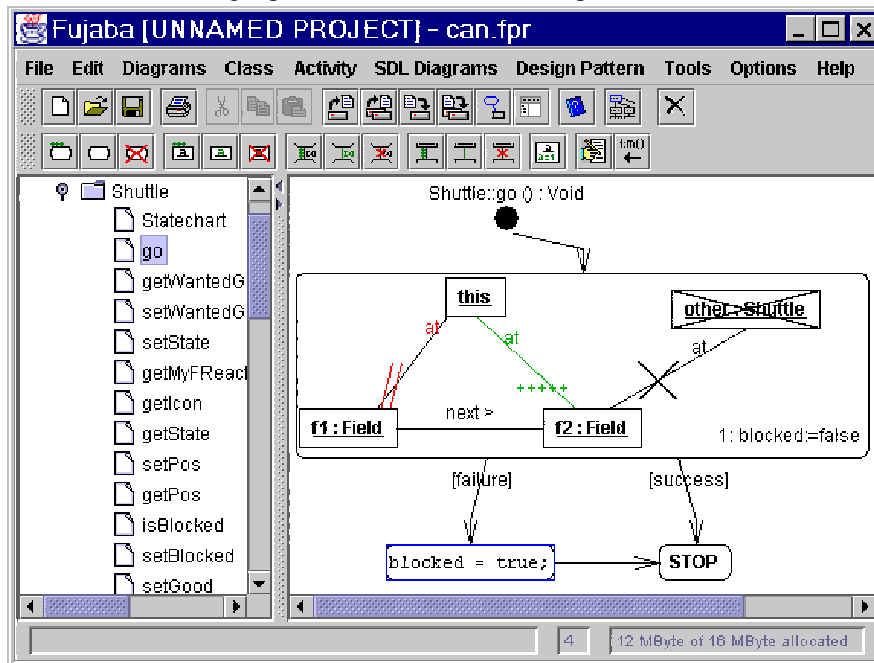 Fujaba [UNNAMED PROJECT] - can.fpr
File Edit Diagrams Class Activity SDL Diagrams Design Pattern Tools Options Help
1:m()
Shuttle
Statechart
go
getWantedG
setWantedG
setState
getMyFReact
getIcon
getState
setPos
getPos
isBlocked
setBlocked
setGood
Shuttle::go () : Void
this
other : Shuttle
at
at
at
+++++
next >
f1 : Field
f2 : Field
1: blocked:=false
[failure]
[success]
blocked = true;
STOP
4
12 MByte of 16 MByte allocated